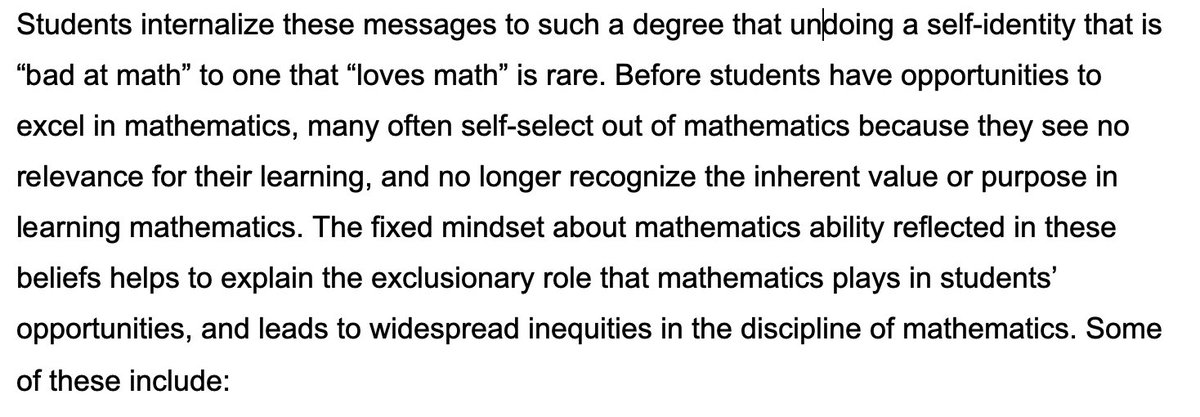 Students internalize these messages to such a degree that undoing a self-identity that is
“bad at math” to one that “loves math” is rare. Before students have opportunities to
excel in mathematics, many often self-select out of mathematics because they see no
relevance for their learning, and no longer recognize the inherent value or purpose in
learning mathematics. The fixed mindset about mathematics ability reflected in these
beliefs helps to explain the exclusionary role that mathematics plays in students’
opportunities, and leads to widespread inequities in the discipline of mathematics. Some
of these include: